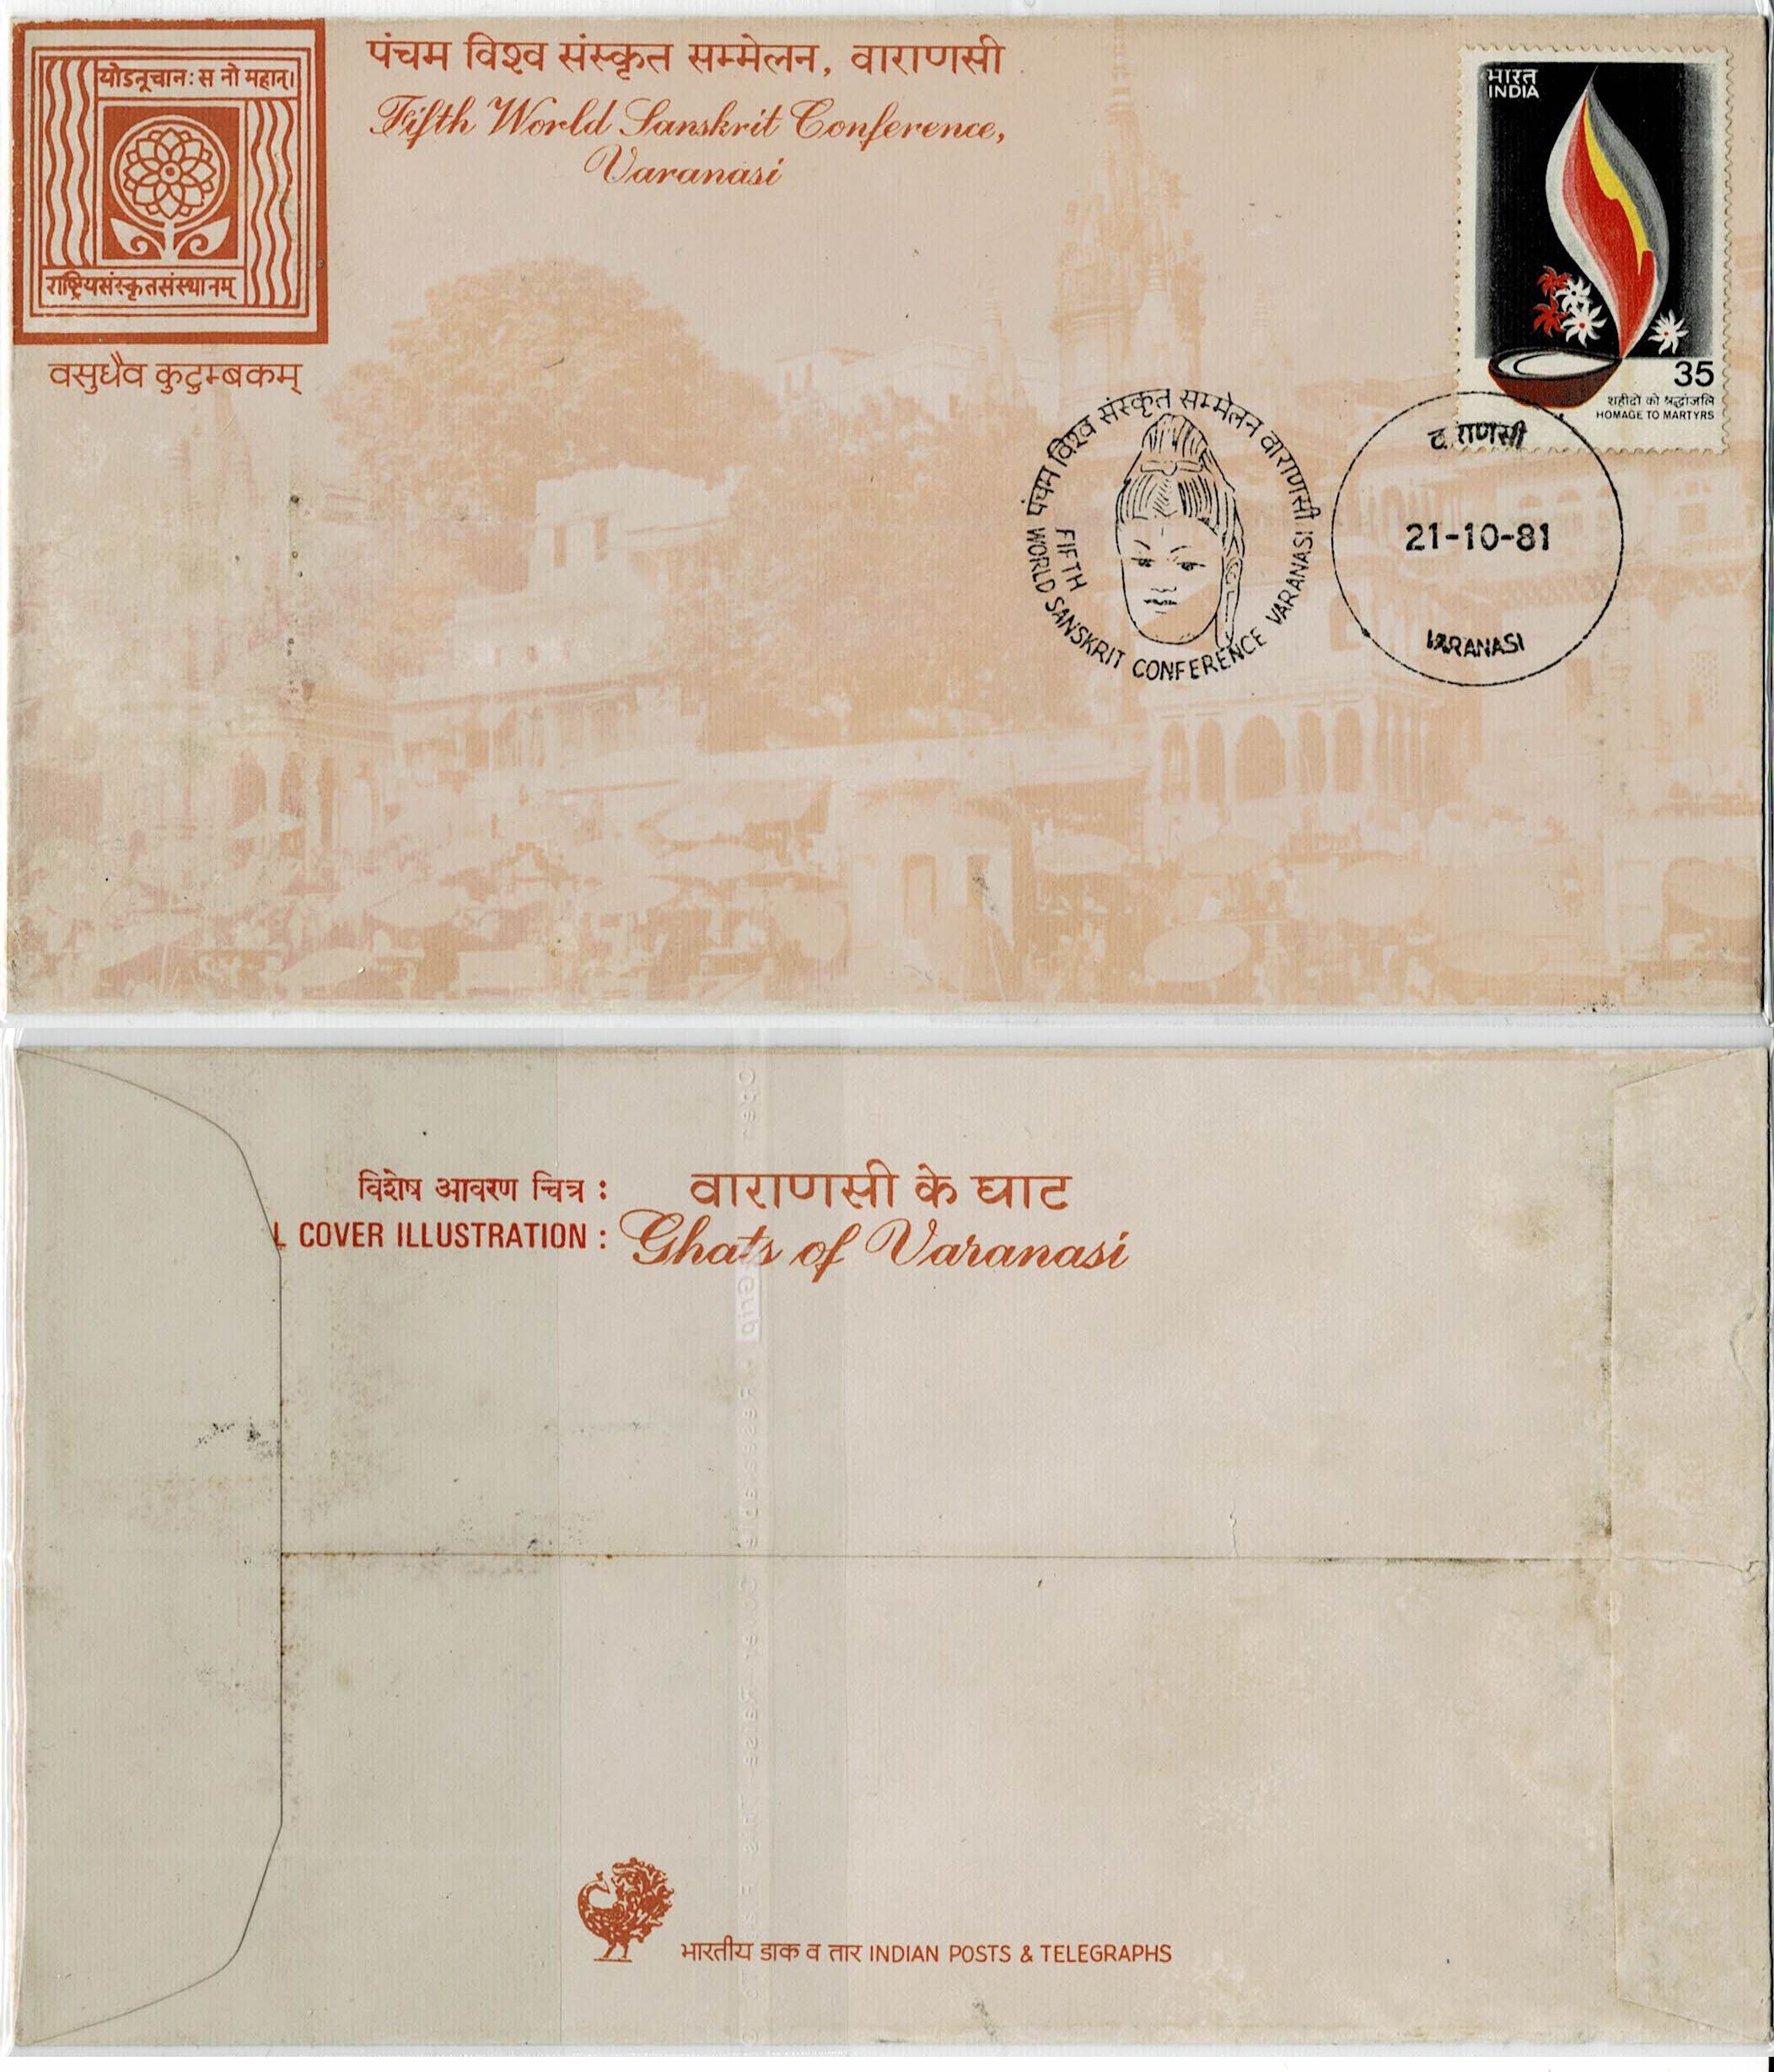 योऽनूचानः स नो महान्।
राष्ट्रियसंस्कृतसंस्थानम्
वसुधैव कुटुम्बकम्
पंचम विश्व संस्कृत सम्मेलन, वाराणसी
Fifth World Sanskrit Conference,
Varanasi
भारत
INDIA
35
शहीदों को श्रद्धांजलि
HOMAGE TO MARTYRS
पंचम विश्व संस्कृत सम्मेलन वाराणसी
FIFTH
WORLD SANSKRIT CONFERENCE VARANASI
वाराणसी
21-10-81
VARANASI
विशेष आवरण चित्र : वाराणसी के घाट
L COVER ILLUSTRATION : Ghats of Varanasi
भारतीय डाक व तार INDIAN POSTS & TELEGRAPHS